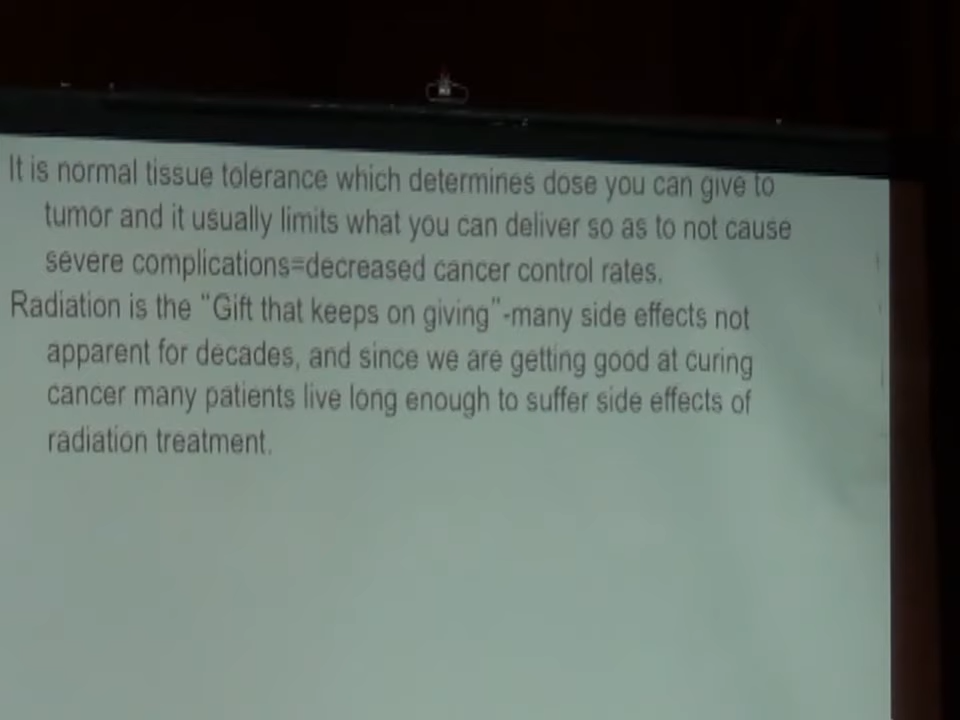 It is normal tissue tolerance which determines dose you can give to
tumor and it usually limits what you can deliver so as to not cause
severe complications=decreased cancer control rates.
Radiation is the "Gift that keeps on giving"-many side effects not
apparent for decades, and since we are getting good at curing
cancer many patients live long enough to suffer side effects of
radiation treatment.